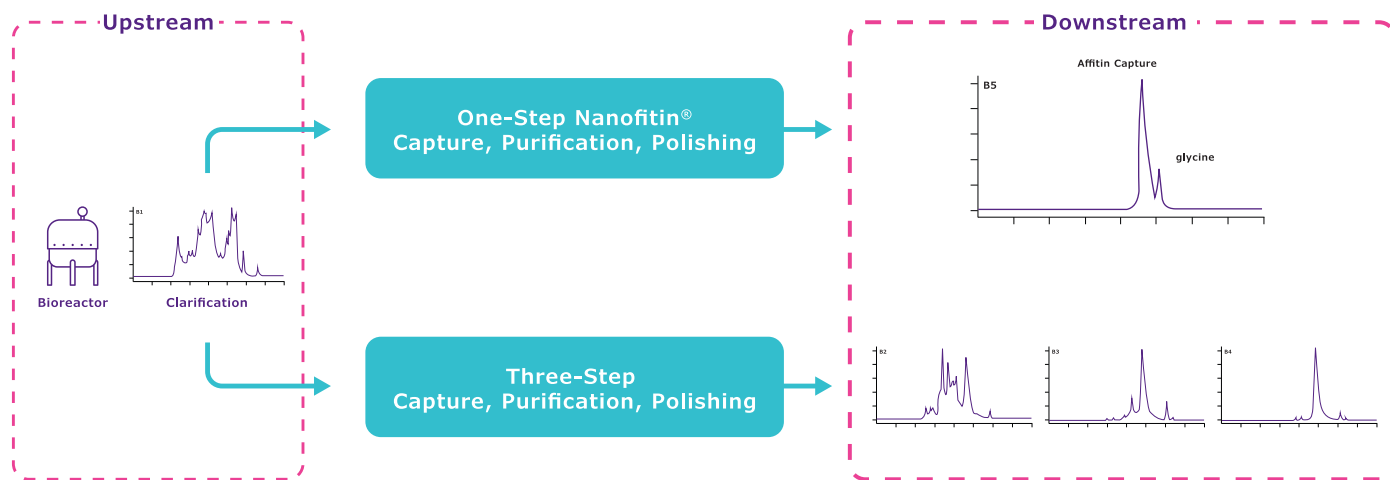 Upstream
Downstream
One-Step Nanofitin®
Capture, Purification, Polishing
Affitin Capture
B5
glycine
B1
Bioreactor
Clarification
Three-Step
Capture, Purification, Polishing
B2
B3
B4